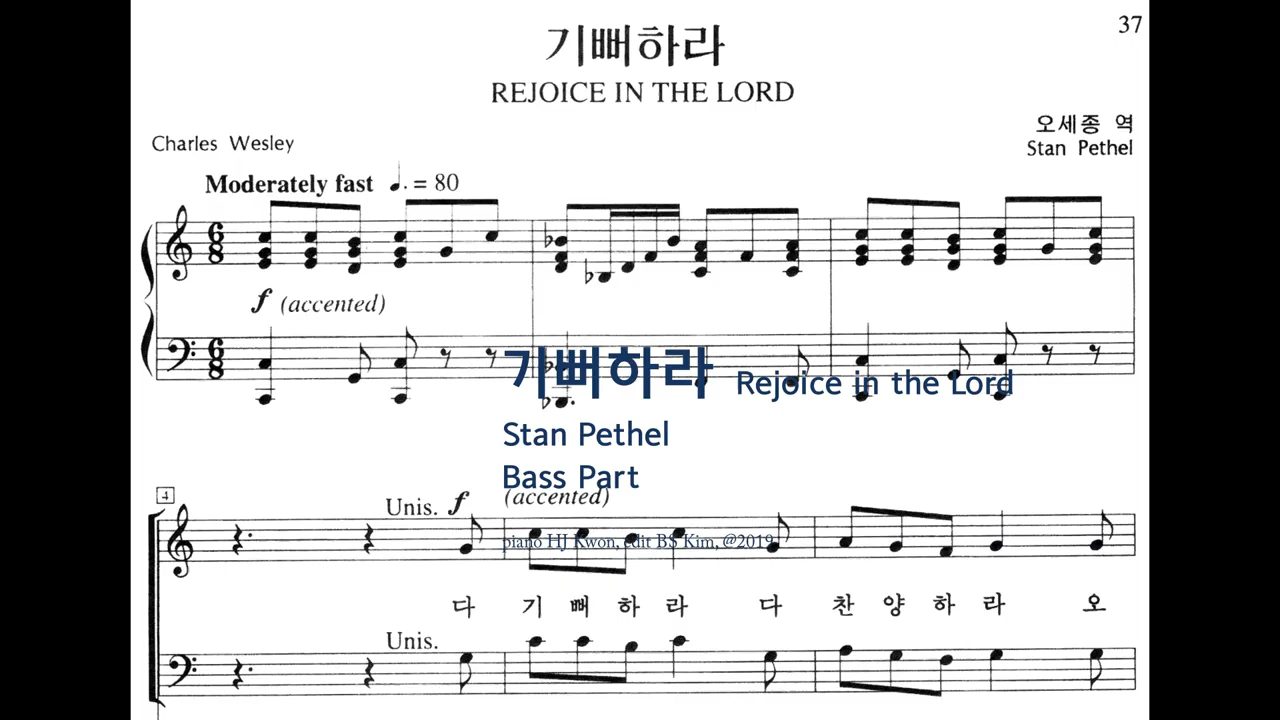 37
기뻐하라
REJOICE IN THE LORD
Charles Wesley
오세종 역
Stan Pethel
Moderately fast ♩. = 80
f (accented)
기뻐하라 Rejoice in the Lord
Stan Pethel
Bass Part
4
Unis. f (accented)
piano HJ Kwon, edit BS Kim, @2019
다 기 뻐 하 라 다 찬 양 하 라 오
Unis.